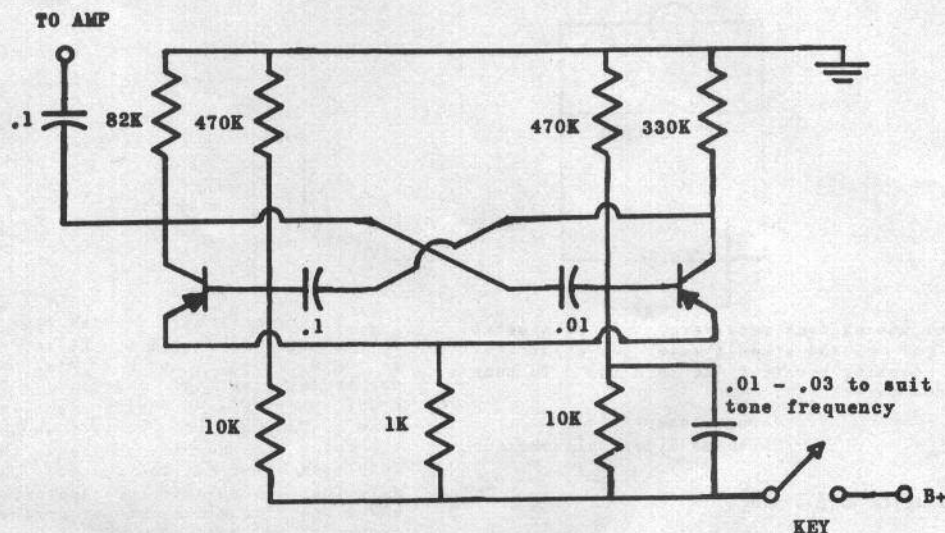 TO AMP
.1
82K
470K
470K
330K
.1
.01
.01 - .03 to suit
tone frequency
10K
1K
10K
B+
KEY